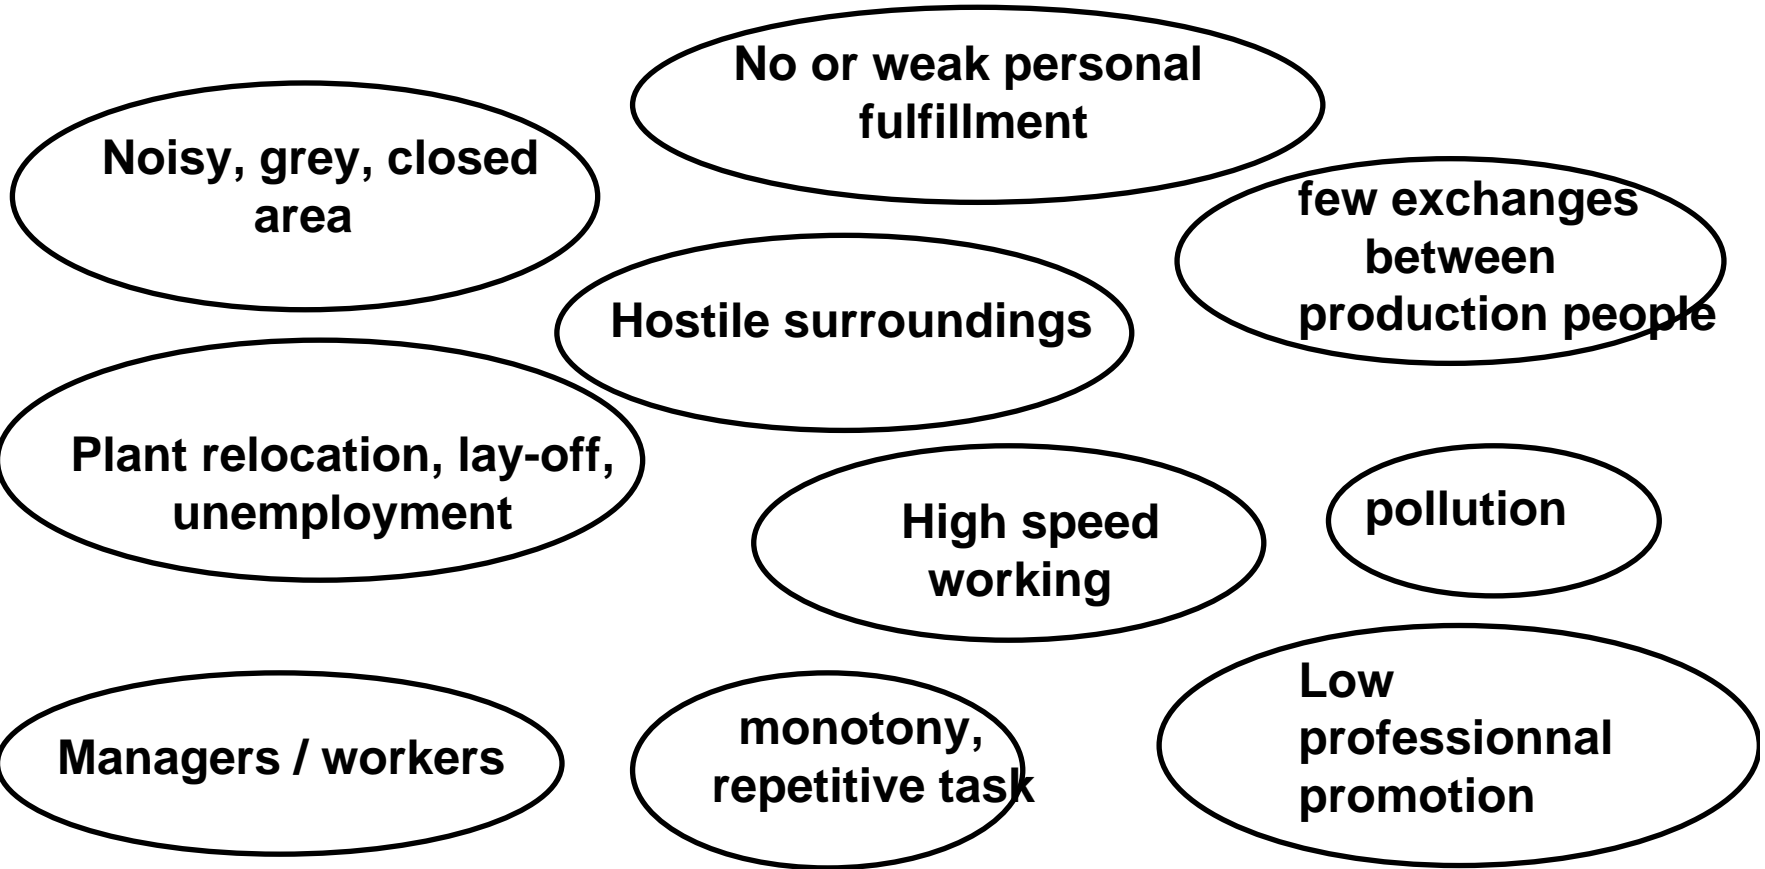 No or weak personal
fulfillment
Noisy, grey, closed
area
few exchanges
between
production people
Hostile surroundings
Plant relocation, lay-off,
unemployment
High speed
working
pollution
Managers / workers
monotony,
repetitive task
Low
professionnal
promotion